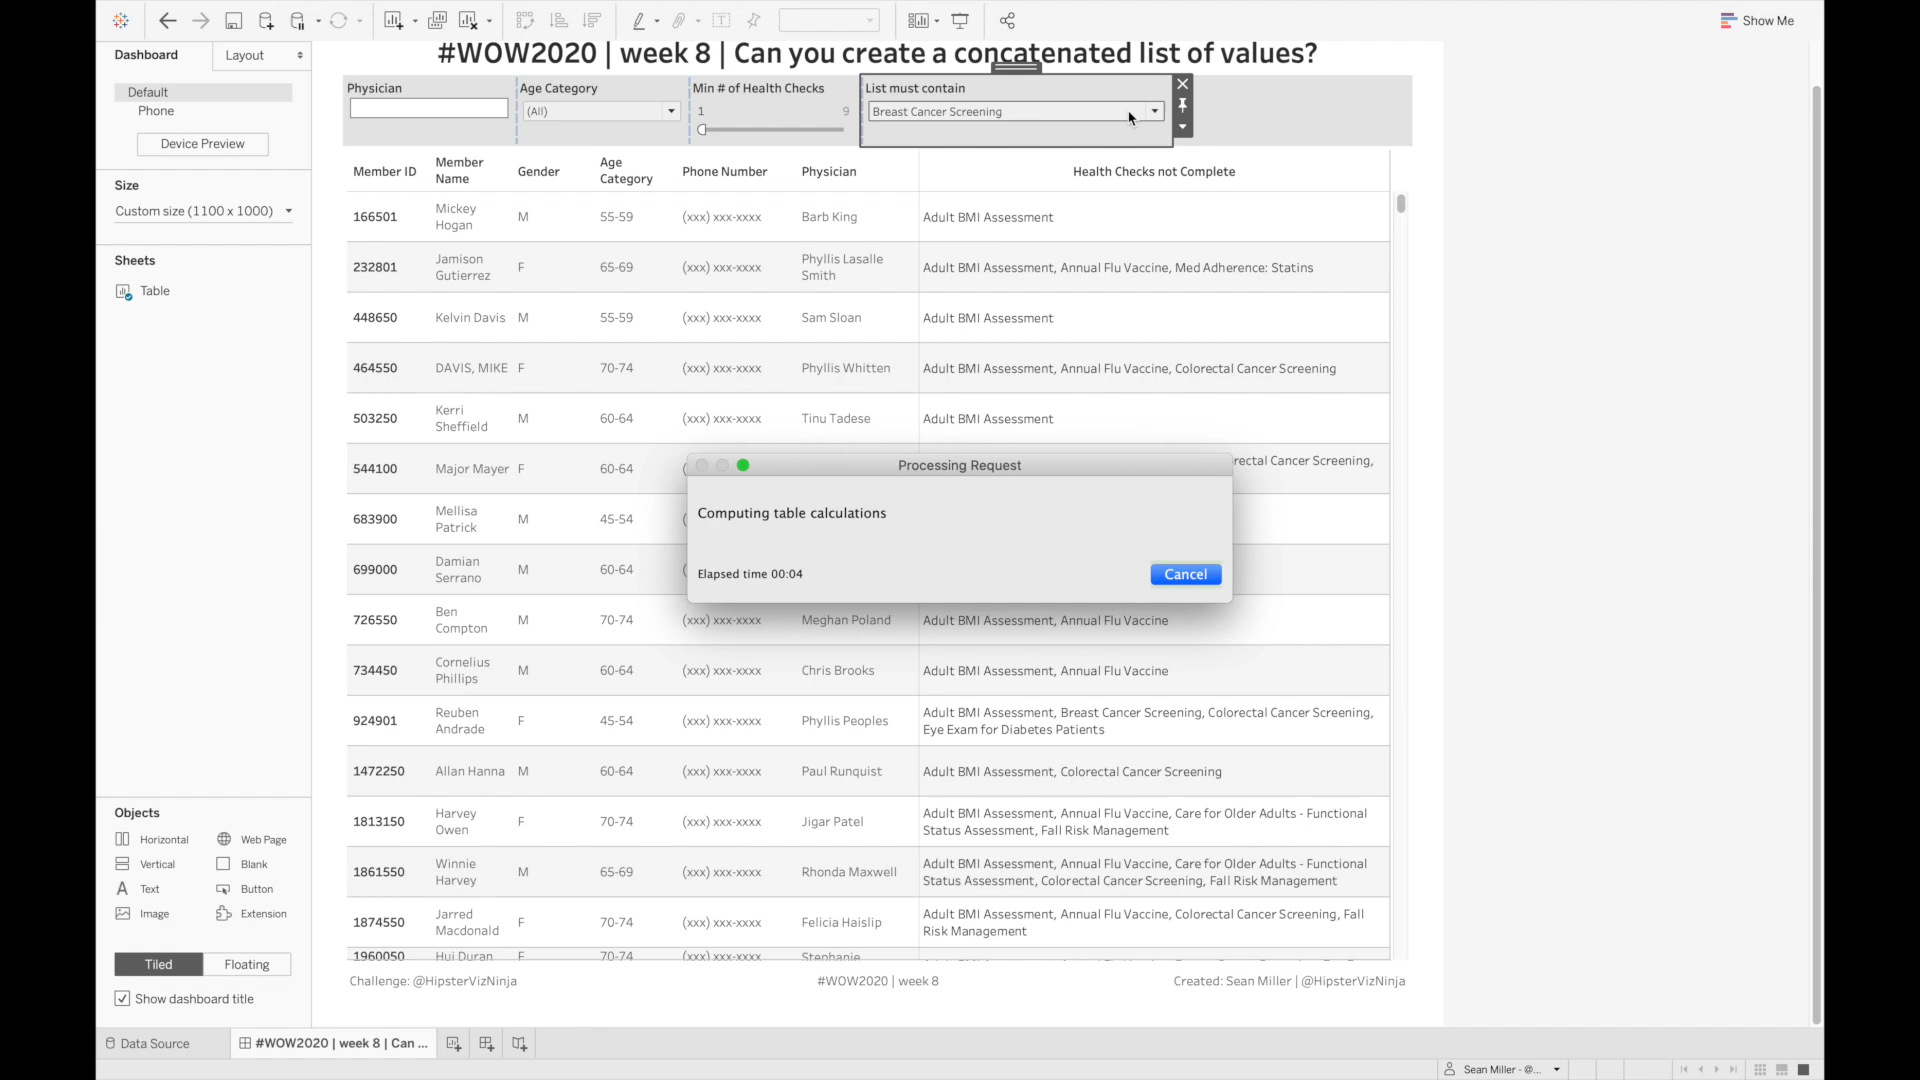 Show Me
Dashboard
Layout
#WOW2020 | week 8 | Can you create a concatenated list of values?
Default
Phone
Device Preview
Size
Custom size (1100 x 1000)
Sheets
Table
Physician
Age Category
(All)
Min # of Health Checks
1
9
List must contain
Breast Cancer Screening
Member ID
Member Name
Gender
Age Category
Phone Number
Physician
Health Checks not Complete
166501 Mickey Hogan M 55-59 (xxx) xxx-xxxx Barb King Adult BMI Assessment
232801 Jamison Gutierrez F 65-69 (xxx) xxx-xxxx Phyllis Lasalle Smith Adult BMI Assessment, Annual Flu Vaccine, Med Adherence: Statins
448650 Kelvin Davis M 55-59 (xxx) xxx-xxxx Sam Sloan Adult BMI Assessment
464550 DAVIS, MIKE F 70-74 (xxx) xxx-xxxx Phyllis Whitten Adult BMI Assessment, Annual Flu Vaccine, Colorectal Cancer Screening
503250 Kerri Sheffield M 60-64 (xxx) xxx-xxxx Tinu Tadese Adult BMI Assessment
544100 Major Mayer F 60-64 Cancer Screening,
683900 Mellisa Patrick M 45-54
699000 Damian Serrano M 60-64
726550 Ben Compton M 70-74 (xxx) xxx-xxxx Meghan Poland Adult BMI Assessment, Annual Flu Vaccine
734450 Cornelius Phillips M 60-64 (xxx) xxx-xxxx Chris Brooks Adult BMI Assessment, Annual Flu Vaccine
924901 Reuben Andrade F 45-54 (xxx) xxx-xxxx Phyllis Peoples Adult BMI Assessment, Breast Cancer Screening, Colorectal Cancer Screening,
Eye Exam for Diabetes Patients
1472250 Allan Hanna M 60-64 (xxx) xxx-xxxx Paul Runquist Adult BMI Assessment, Colorectal Cancer Screening
1813150 Harvey Owen F 70-74 (xxx) xxx-xxxx Jigar Patel Adult BMI Assessment, Annual Flu Vaccine, Care for Older Adults - Functional
Status Assessment, Fall Risk Management
1861550 Winnie Harvey M 65-69 (xxx) xxx-xxxx Rhonda Maxwell Adult BMI Assessment, Annual Flu Vaccine, Care for Older Adults - Functional
Status Assessment, Colorectal Cancer Screening, Fall Risk Management
1874550 Jarred Macdonald F 70-74 (xxx) xxx-xxxx Felicia Haislip Adult BMI Assessment, Annual Flu Vaccine, Colorectal Cancer Screening, Fall
Risk Management
1960050 Hui Duran F 70-74 (xxx) xxx-xxxx Stephanie
Processing Request
Computing table calculations
Elapsed time 00:04
Cancel
Objects
Horizontal
Web Page
Vertical
Blank
Text
Button
Image
Extension
Tiled
Floating
Show dashboard title
Challenge: @HipsterVizNinja
#WOW2020 | week 8
Created: Sean Miller | @HipsterVizNinja
Data Source
#WOW2020 | week 8 | Can ...
Sean Miller - @...